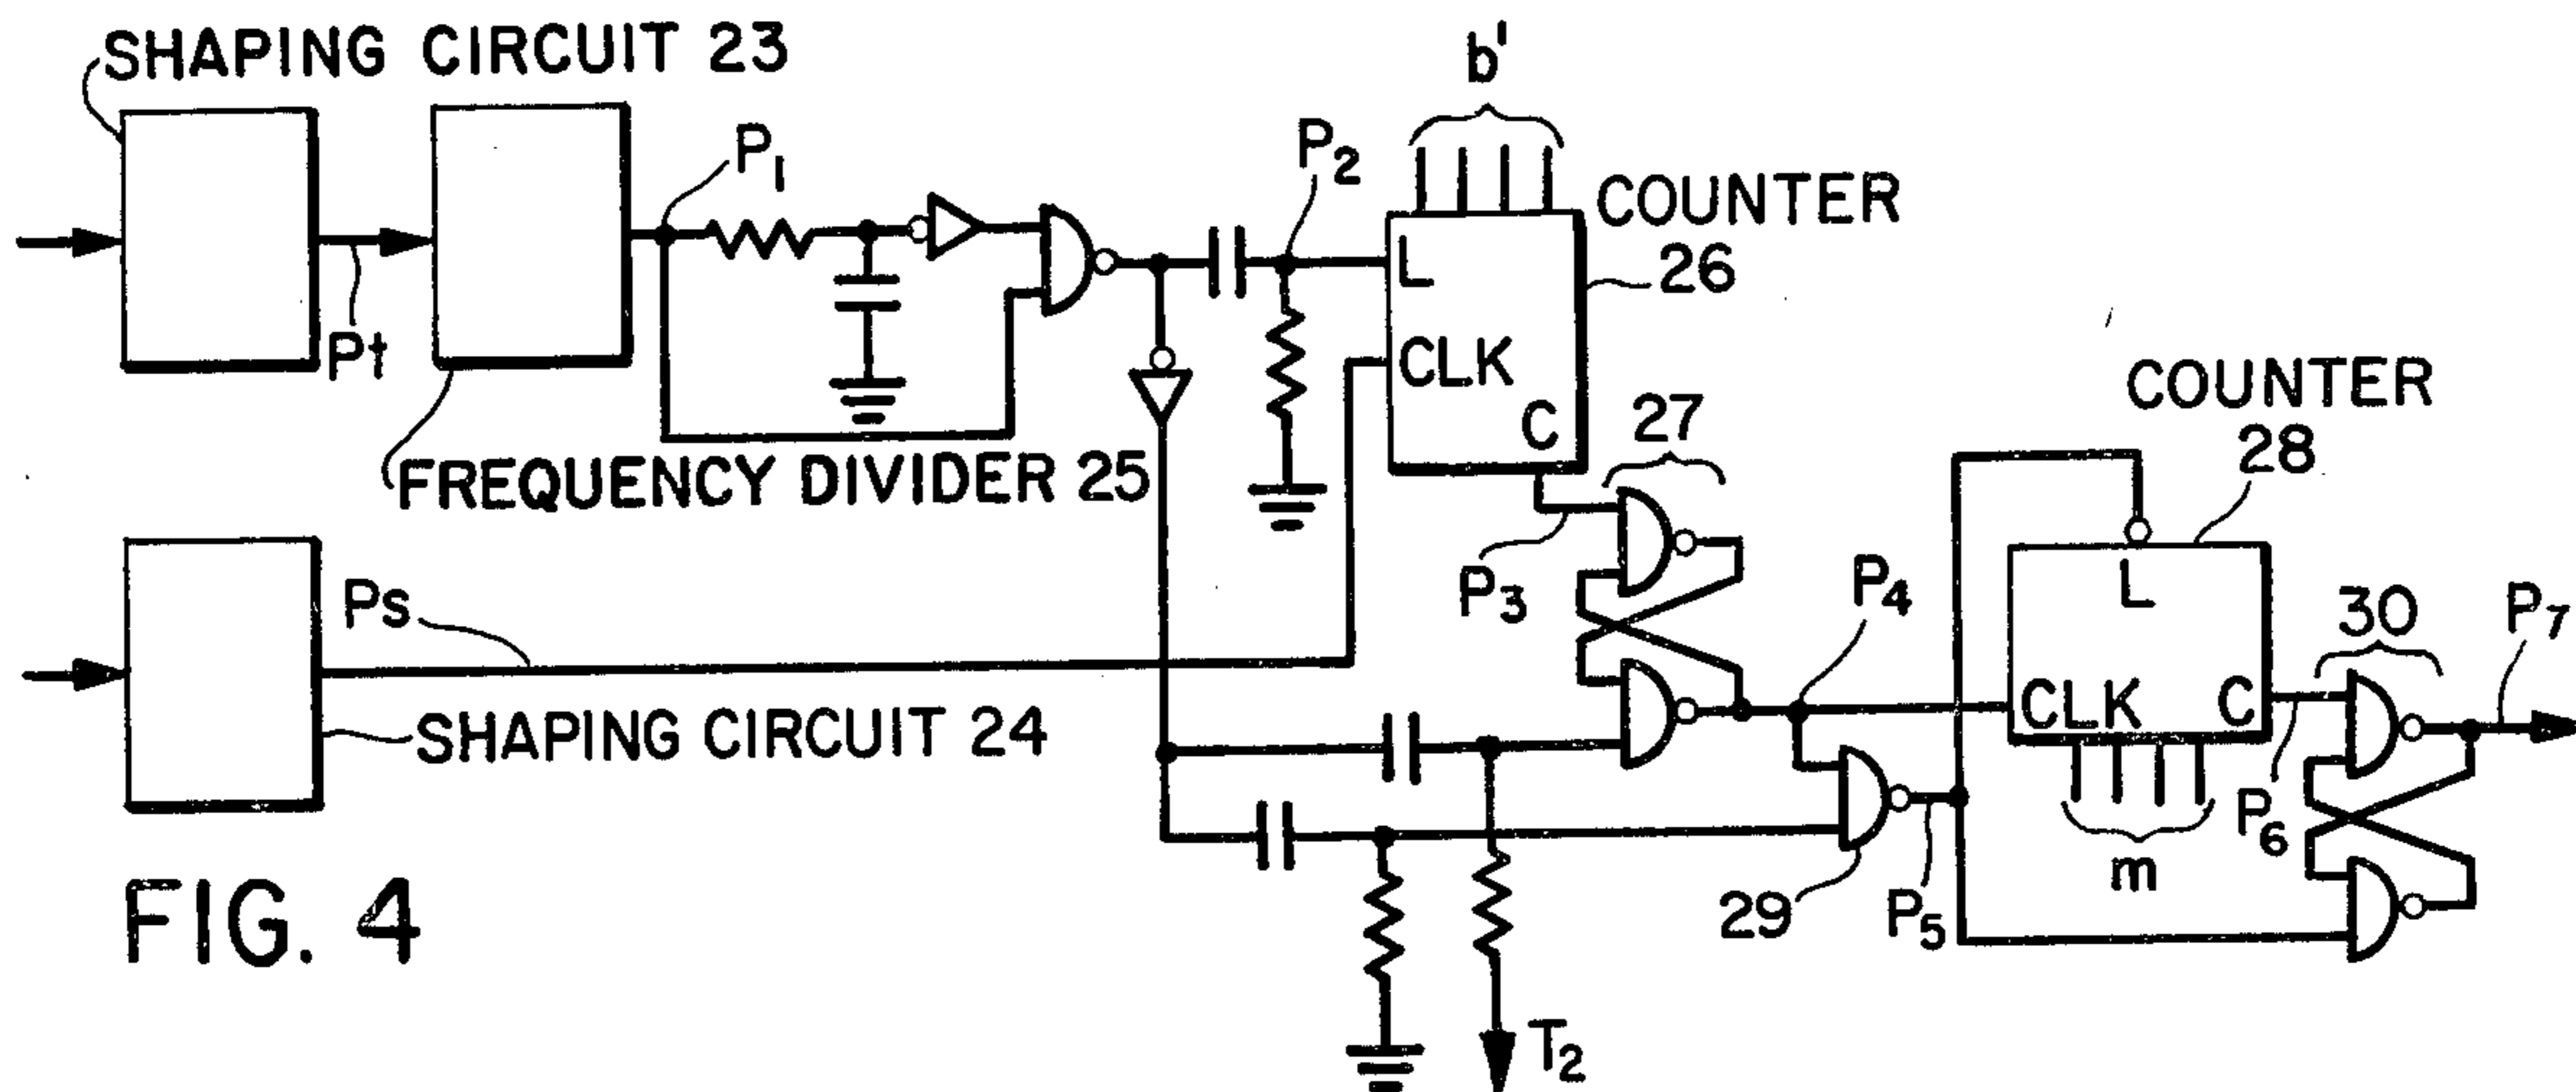 SHAPING CIRCUIT 23
b'
P1
P2
COUNTER
26
L
CLK
C
Pt
FREQUENCY DIVIDER 25
27
COUNTER
28
Ps
P3
P4
L
CLK
C
30
P7
SHAPING CIRCUIT 24
P6
m
29
P5
FIG. 4
T2